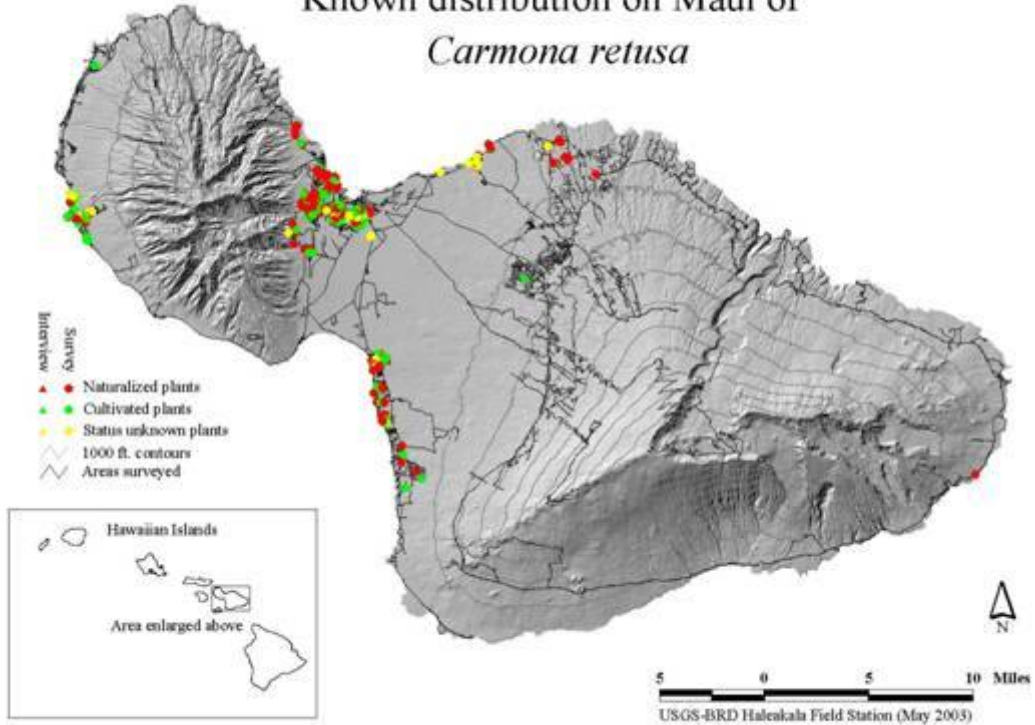 Known distribution on Maui of
Carmona retusa
Interview
Survey
Naturalized plants
Cultivated plants
Status unknown plants
1000 ft. contours
Areas surveyed
Hawaiian Islands
Area enlarged above
N
5 0 5 10 Miles
USGS-BRD Haleakala Field Station (May 2003)